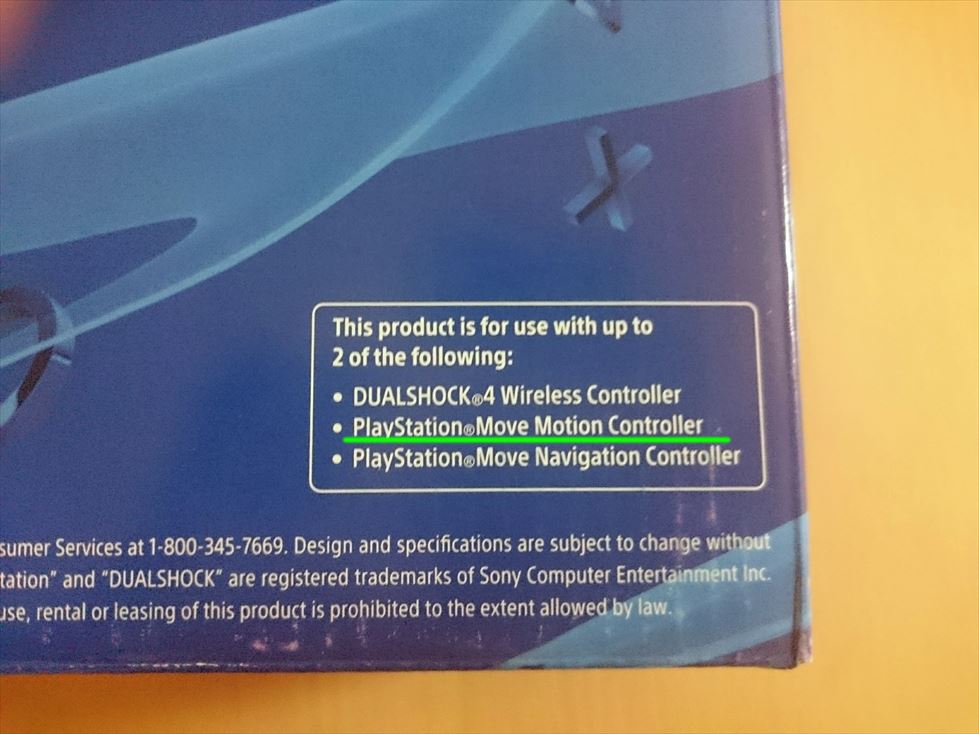 This product is for use with up to
2 of the following:
• DUALSHOCK®4 Wireless Controller
• PlayStation®Move Motion Controller
• PlayStation®Move Navigation Controller
sumer Services at 1-800-345-7669. Design and specifications are subject to change without
tation” and “DUALSHOCK” are registered trademarks of Sony Computer Entertainment Inc.
use, rental or leasing of this product is prohibited to the extent allowed by law.